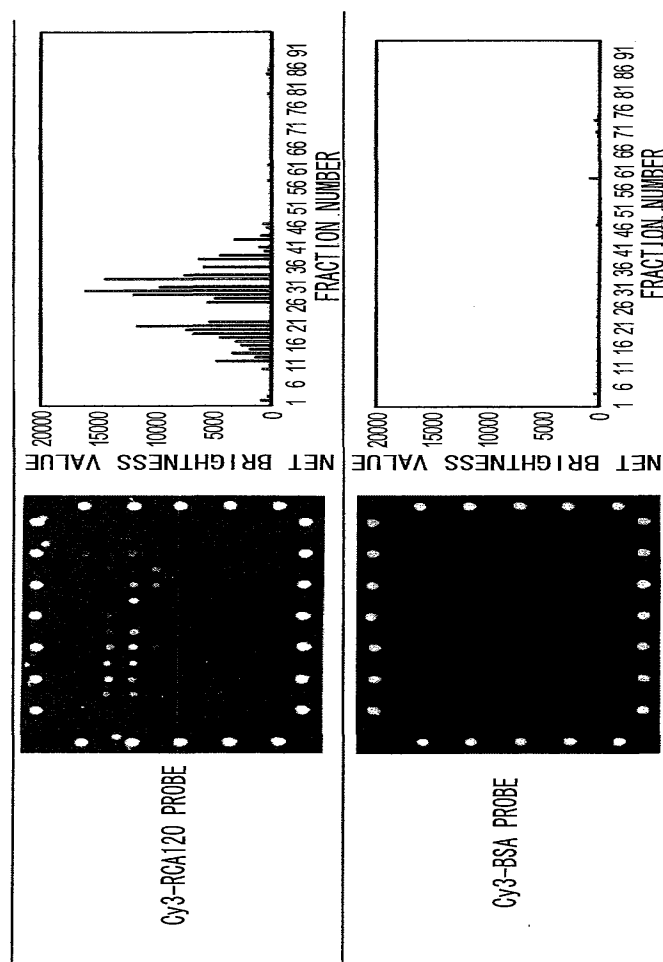 Cy3-RCA120 PROBE
NET BRIGHTNESS VALUE
20000
15000
10000
5000
0
1 6 11 16 21 26 31 36 41 46 51 56 61 66 71 76 81 86 91
FRACTION NUMBER
Cy3-BSA PROBE
NET BRIGHTNESS VALUE
20000
15000
10000
5000
0
1 6 11 16 21 26 31 36 41 46 51 56 61 66 71 76 81 86 91
FRACTION NUMBER